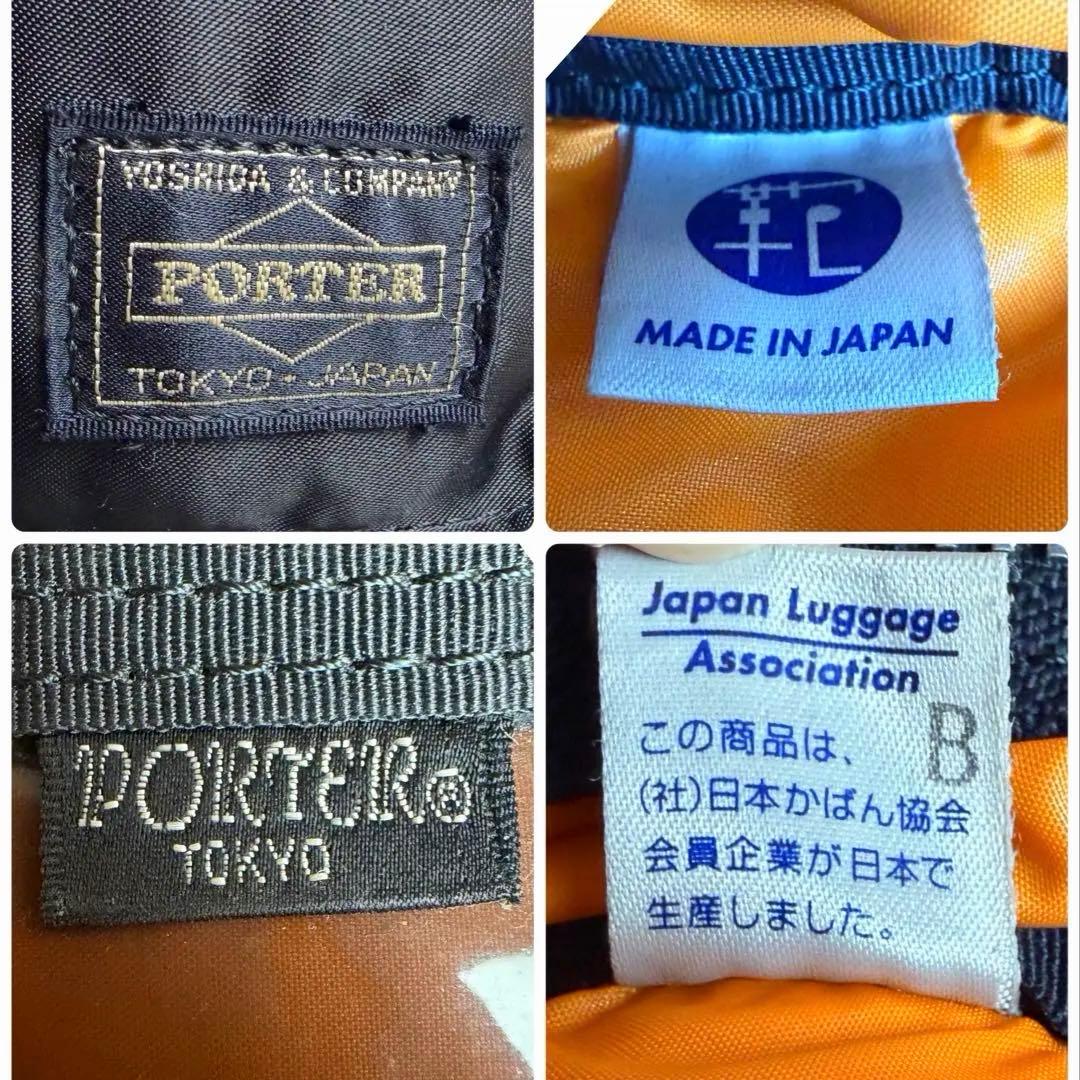 YOSHIDA & COMPANY
PORTER
TOKYO・JAPAN
鞄
MADE IN JAPAN
PORTER®
TOKYO
Japan Luggage
Association
B
この商品は、
(社)日本かばん協会
会員企業が日本で
生産しました。